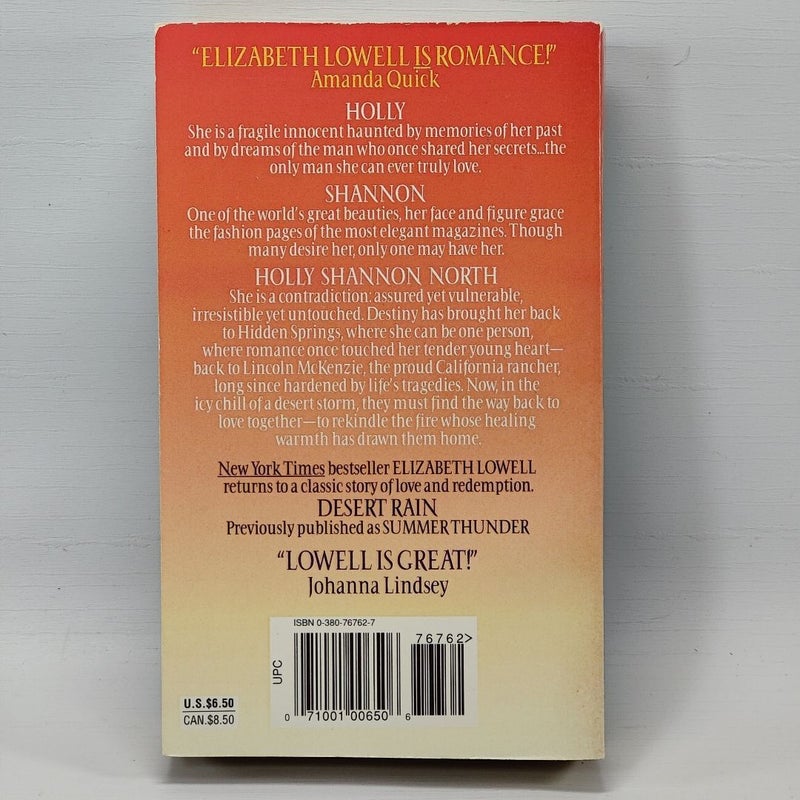 “ELIZABETH LOWELL IS ROMANCE!”
Amanda Quick
HOLLY
She is a fragile innocent haunted by memories of her past
and by dreams of the man who once shared her secrets...the
only man she can ever truly love.
SHANNON
One of the world's great beauties, her face and figure grace
the fashion pages of the most elegant magazines. Though
many desire her, only one may have her.
HOLLY SHANNON NORTH
She is a contradiction: assured yet vulnerable,
irresistible yet untouched. Destiny has brought her back
to Hidden Springs, where she can be one person,
where romance once touched her tender young heart—
back to Lincoln McKenzie, the proud California rancher,
long since hardened by life's tragedies. Now, in the
icy chill of a desert storm, they must find the way back to
love together—to rekindle the fire whose healing
warmth has drawn them home.
New York Times bestseller ELIZABETH LOWELL
returns to a classic story of love and redemption.
DESERT RAIN
Previously published as SUMMER THUNDER
“LOWELL IS GREAT!”
Johanna Lindsey
ISBN 0-380-76762-7
76762>
UPC
U.S.$6.50
CAN.$8.50
0 71001 00650 6